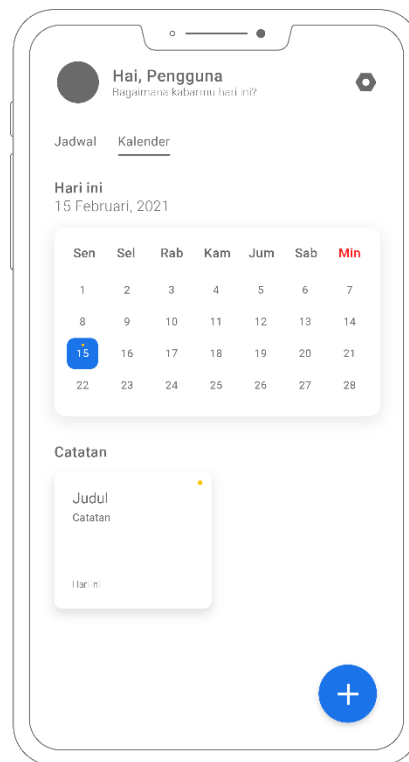 Hai, Pengguna
Bagaimana kabarmu hari ini?
Jadwal Kalender
Hari ini
15 Februari, 2021
Sen Sel Rab Kam Jum Sab Min
1 2 3 4 5 6 7
8 9 10 11 12 13 14
15 16 17 18 19 20 21
22 23 24 25 26 27 28
Catatan
Judul
Catatan
Hari ini